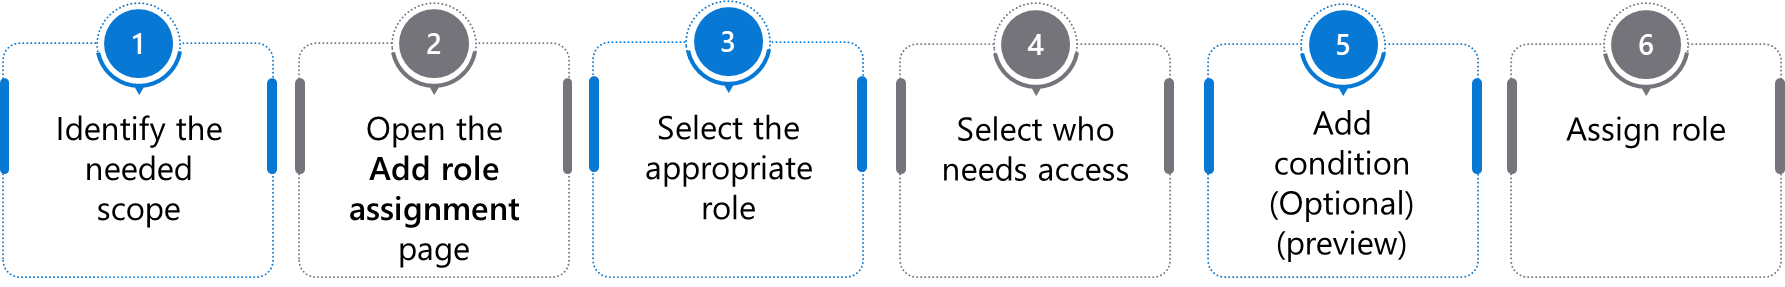 1
Identify the
needed
scope
2
Open the
Add role
assignment
page
3
Select the
appropriate
role
4
Select who
needs access
5
Add
condition
(Optional)
(preview)
6
Assign role